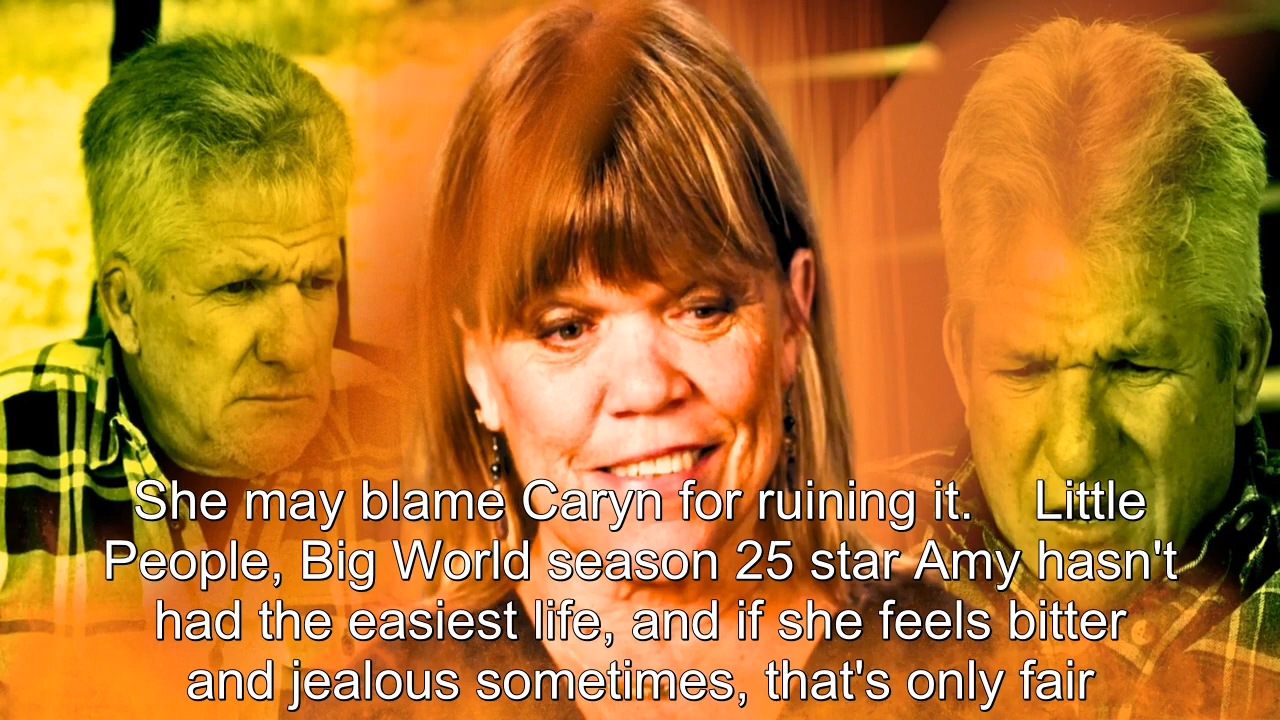 She may blame Caryn for ruining it.    Little
People, Big World season 25 star Amy hasn't
had the easiest life, and if she feels bitter
and jealous sometimes, that's only fair